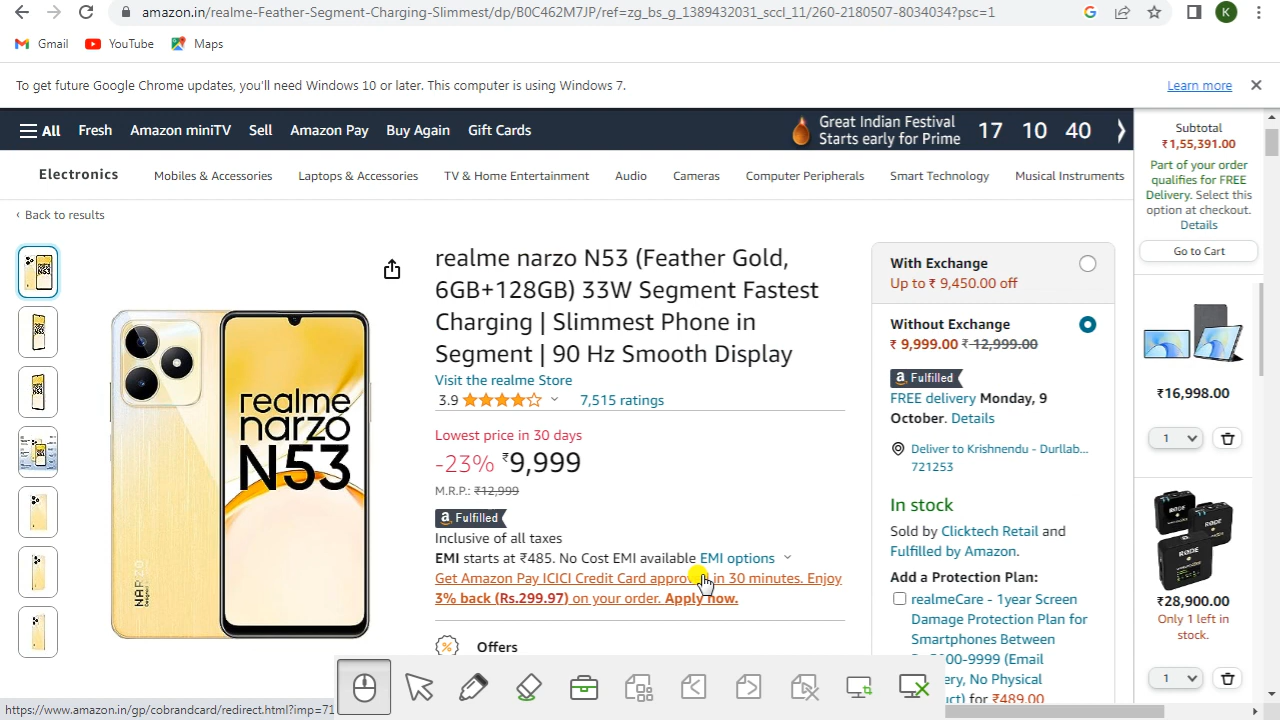 amazon.in/realme-Feather-Segment-Charging-Slimmest/dp/B0C462M7JP/ref=zg_bs_g_1389432031_sccl_11/260-2180507-8034034?psc=1
G
K
Gmail YouTube Maps
To get future Google Chrome updates, you'll need Windows 10 or later. This computer is using Windows 7.
Learn more
All Fresh Amazon miniTV Sell Amazon Pay Buy Again Gift Cards
Great Indian Festival
Starts early for Prime
17 10 40
Electronics Mobiles & Accessories Laptops & Accessories TV & Home Entertainment Audio Cameras Computer Peripherals Smart Technology Musical Instruments
‹ Back to results
realme
narzo
N53
NARZO
realme narzo N53 (Feather Gold,
6GB+128GB) 33W Segment Fastest
Charging | Slimmest Phone in
Segment | 90 Hz Smooth Display
Visit the realme Store
3.9 7,515 ratings
Lowest price in 30 days
-23% ₹9,999
M.R.P.: ₹12,999
a Fulfilled
Inclusive of all taxes
EMI starts at ₹485. No Cost EMI available EMI options
Get Amazon Pay ICICI Credit Card in 30 minutes. Enjoy
3% back (Rs.299.97) on your order. Apply now.
% Offers
With Exchange
Up to ₹ 9,450.00 off
Without Exchange
₹ 9,999.00 ₹ 12,999.00
a Fulfilled
FREE delivery Monday, 9
October. Details
Deliver to Krishnendu - Durllab...
721253
In stock
Sold by Clicktech Retail and
Fulfilled by Amazon.
Add a Protection Plan:
realmeCare - 1year Screen
Damage Protection Plan for
Smartphones Between
00-9999 (Email
No Physical
for ₹489.00
Subtotal
₹1,55,391.00
Part of your order
qualifies for FREE
Delivery. Select this
option at checkout.
Details
Go to Cart
₹16,998.00
1
RØDE
RØDE
RØDE
₹28,900.00
Only 1 left in
stock.
1
https://www.amazon.in/gp/cobrandcard/redirect.html?imp=71